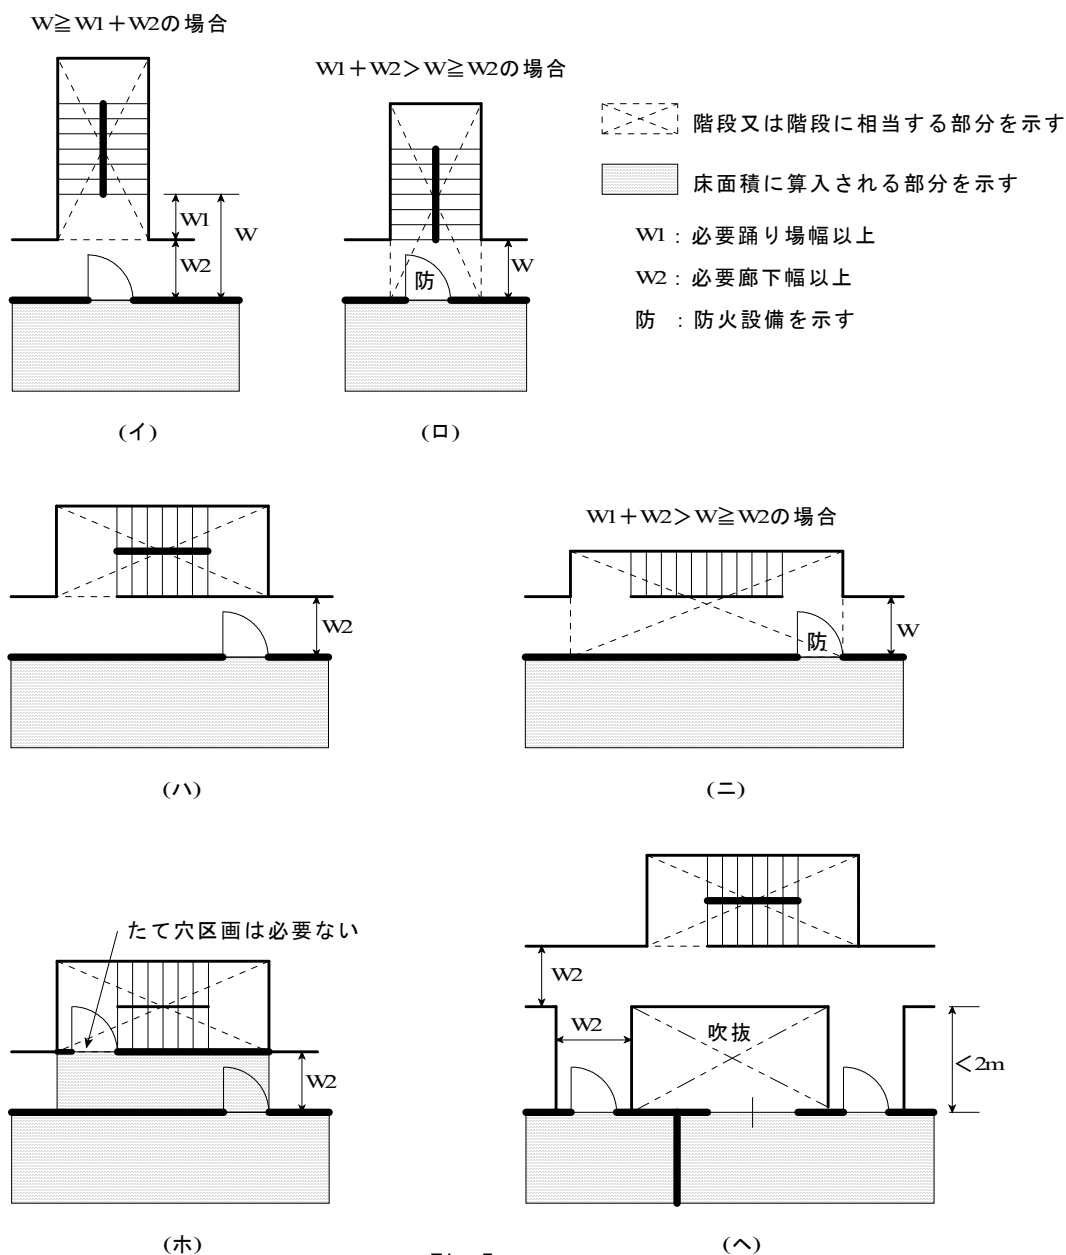 W≧W1+W2の場合
W1+W2>W≧W2の場合
階段又は階段に相当する部分を示す
床面積に算入される部分を示す
W1：必要踊り場幅以上
W2：必要廊下幅以上
防　：防火設備を示す
W1
W
W2
W
防
(イ)
(ロ)
W1+W2>W≧W2の場合
W2
W
防
(ハ)
(ニ)
たて穴区画は必要ない
W2
W2
W2
吹抜
<2m
(ホ)
(ヘ)